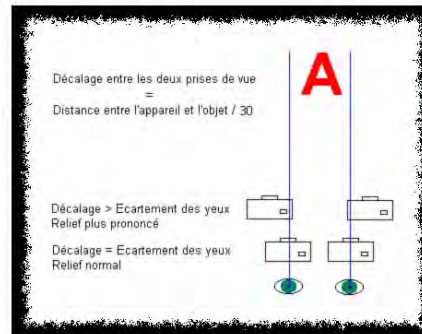 Décalage entre les deux prises de vue
=
Distance entre l'appareil et l'objet / 30
A
Décalage > Ecartement des yeux
Relief plus prononcé
Décalage = Ecartement des yeux
Relief normal